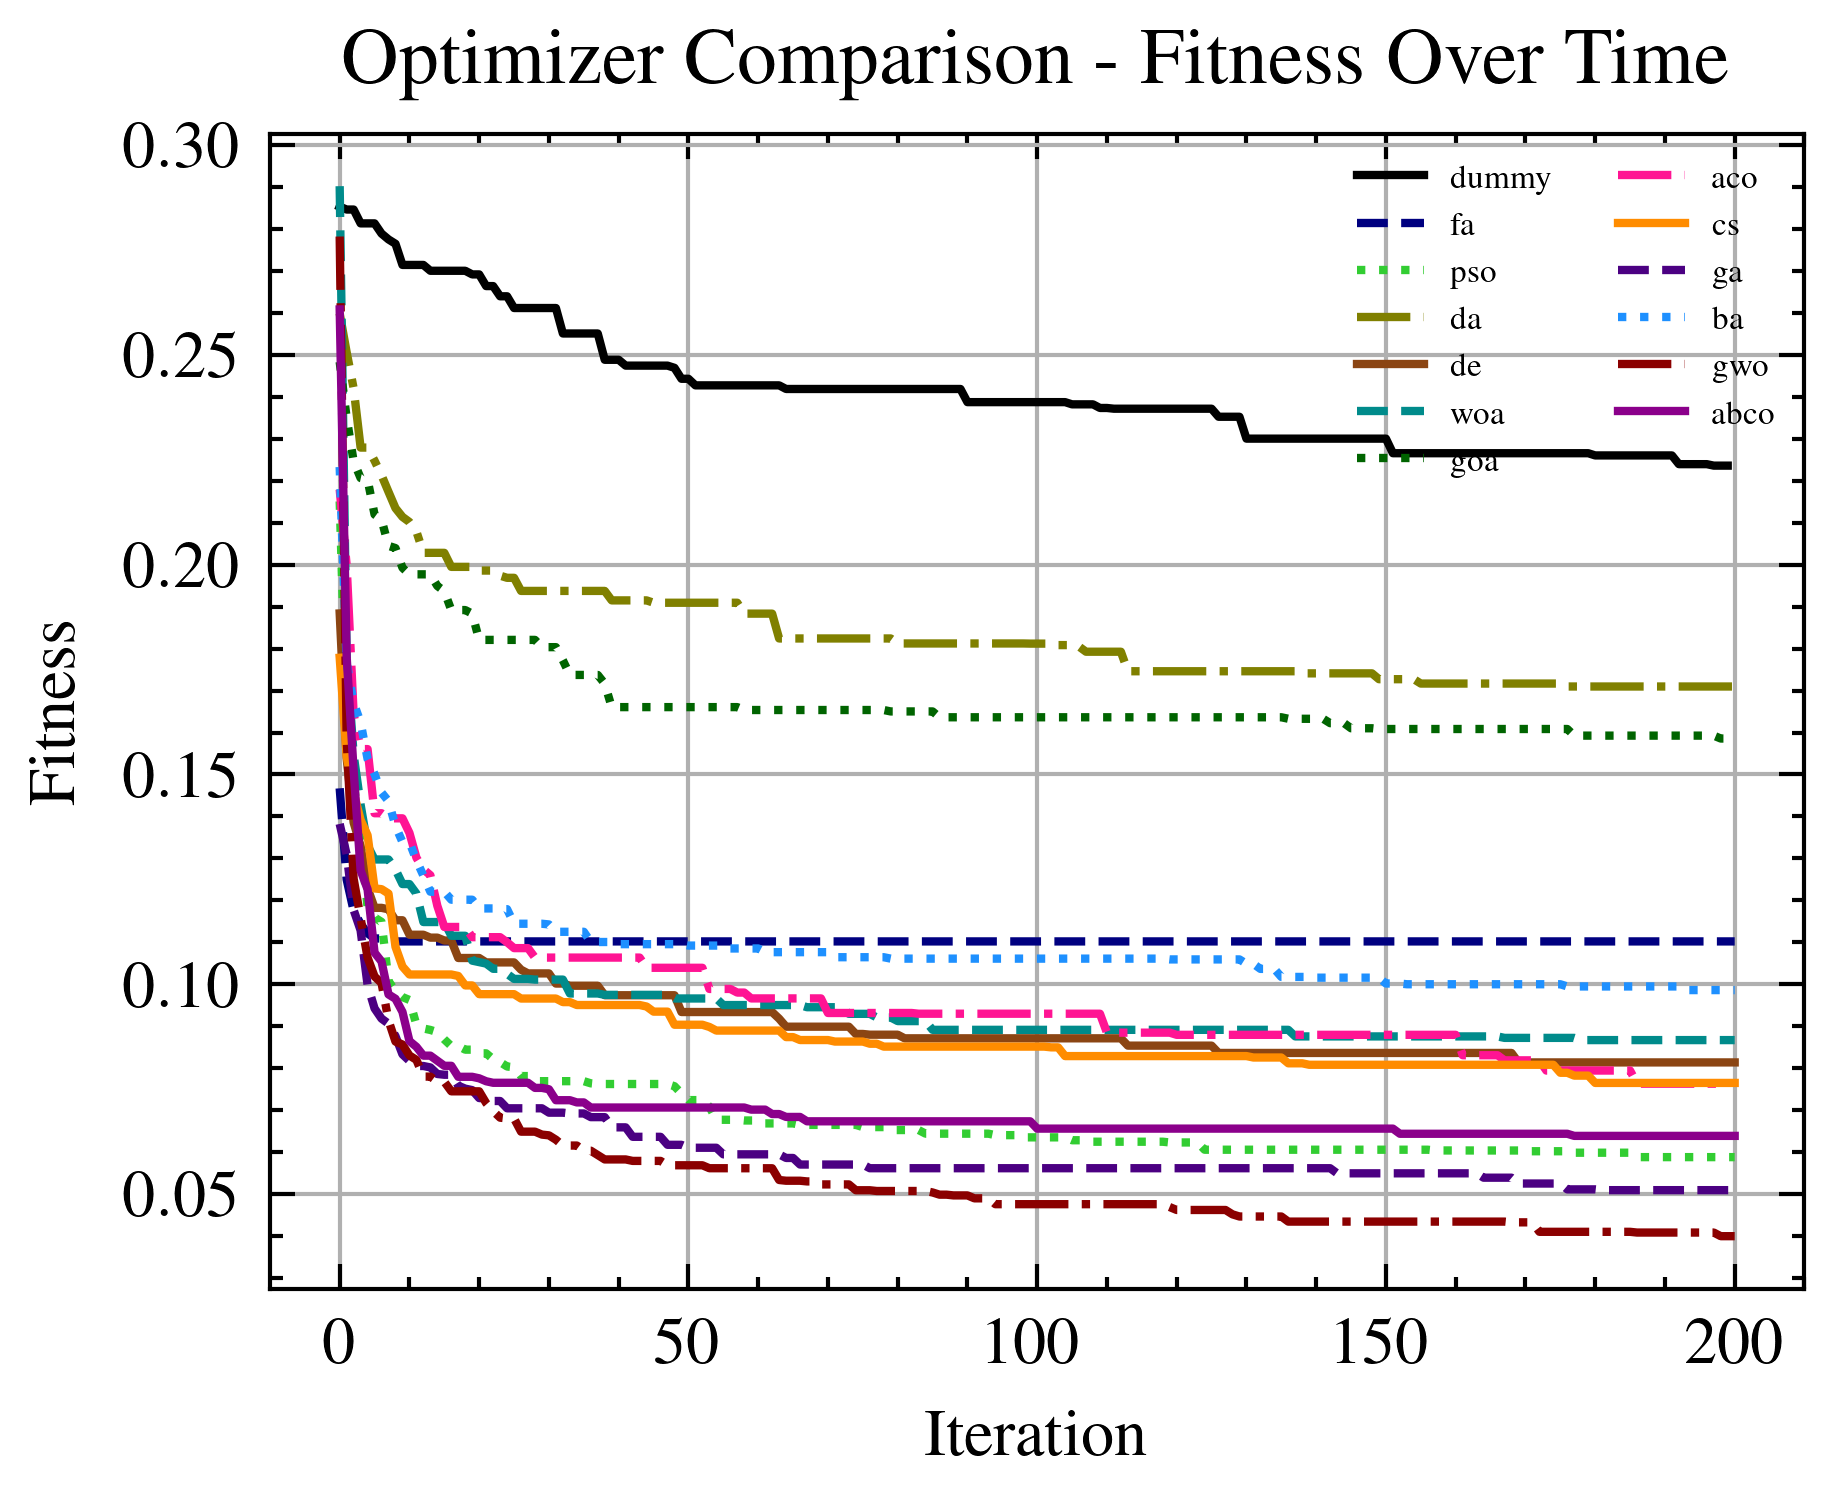 Optimizer Comparison - Fitness Over Time
0.30
0.25
0.20
0.15
0.10
0.05
Fitness
dummy
fa
pso
da
de
woa
goa
aco
cs
ga
ba
gwo
abco
0 50 100 150 200
Iteration